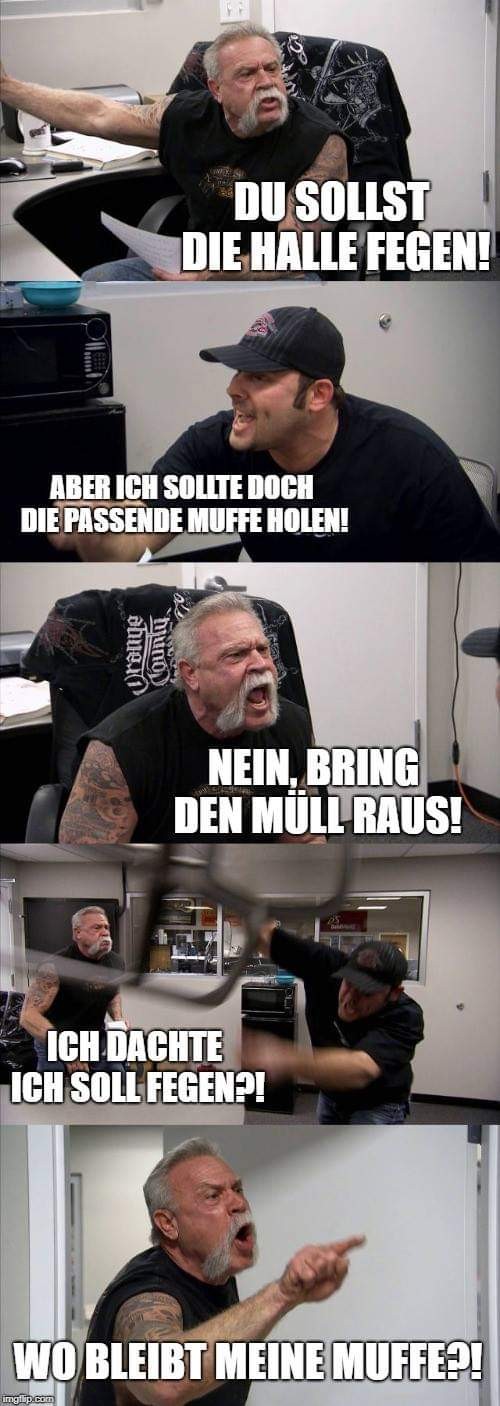 DU SOLLST
DIE HALLE FEGEN!
ABER ICH SOLLTE DOCH
DIE PASSENDE MUFFE HOLEN!
Orange
County
NEIN, BRING
DEN MÜLL RAUS!
ICH DACHTE
ICH SOLL FEGEN?!
WO BLEIBT MEINE MUFFE?!
imgflip.com